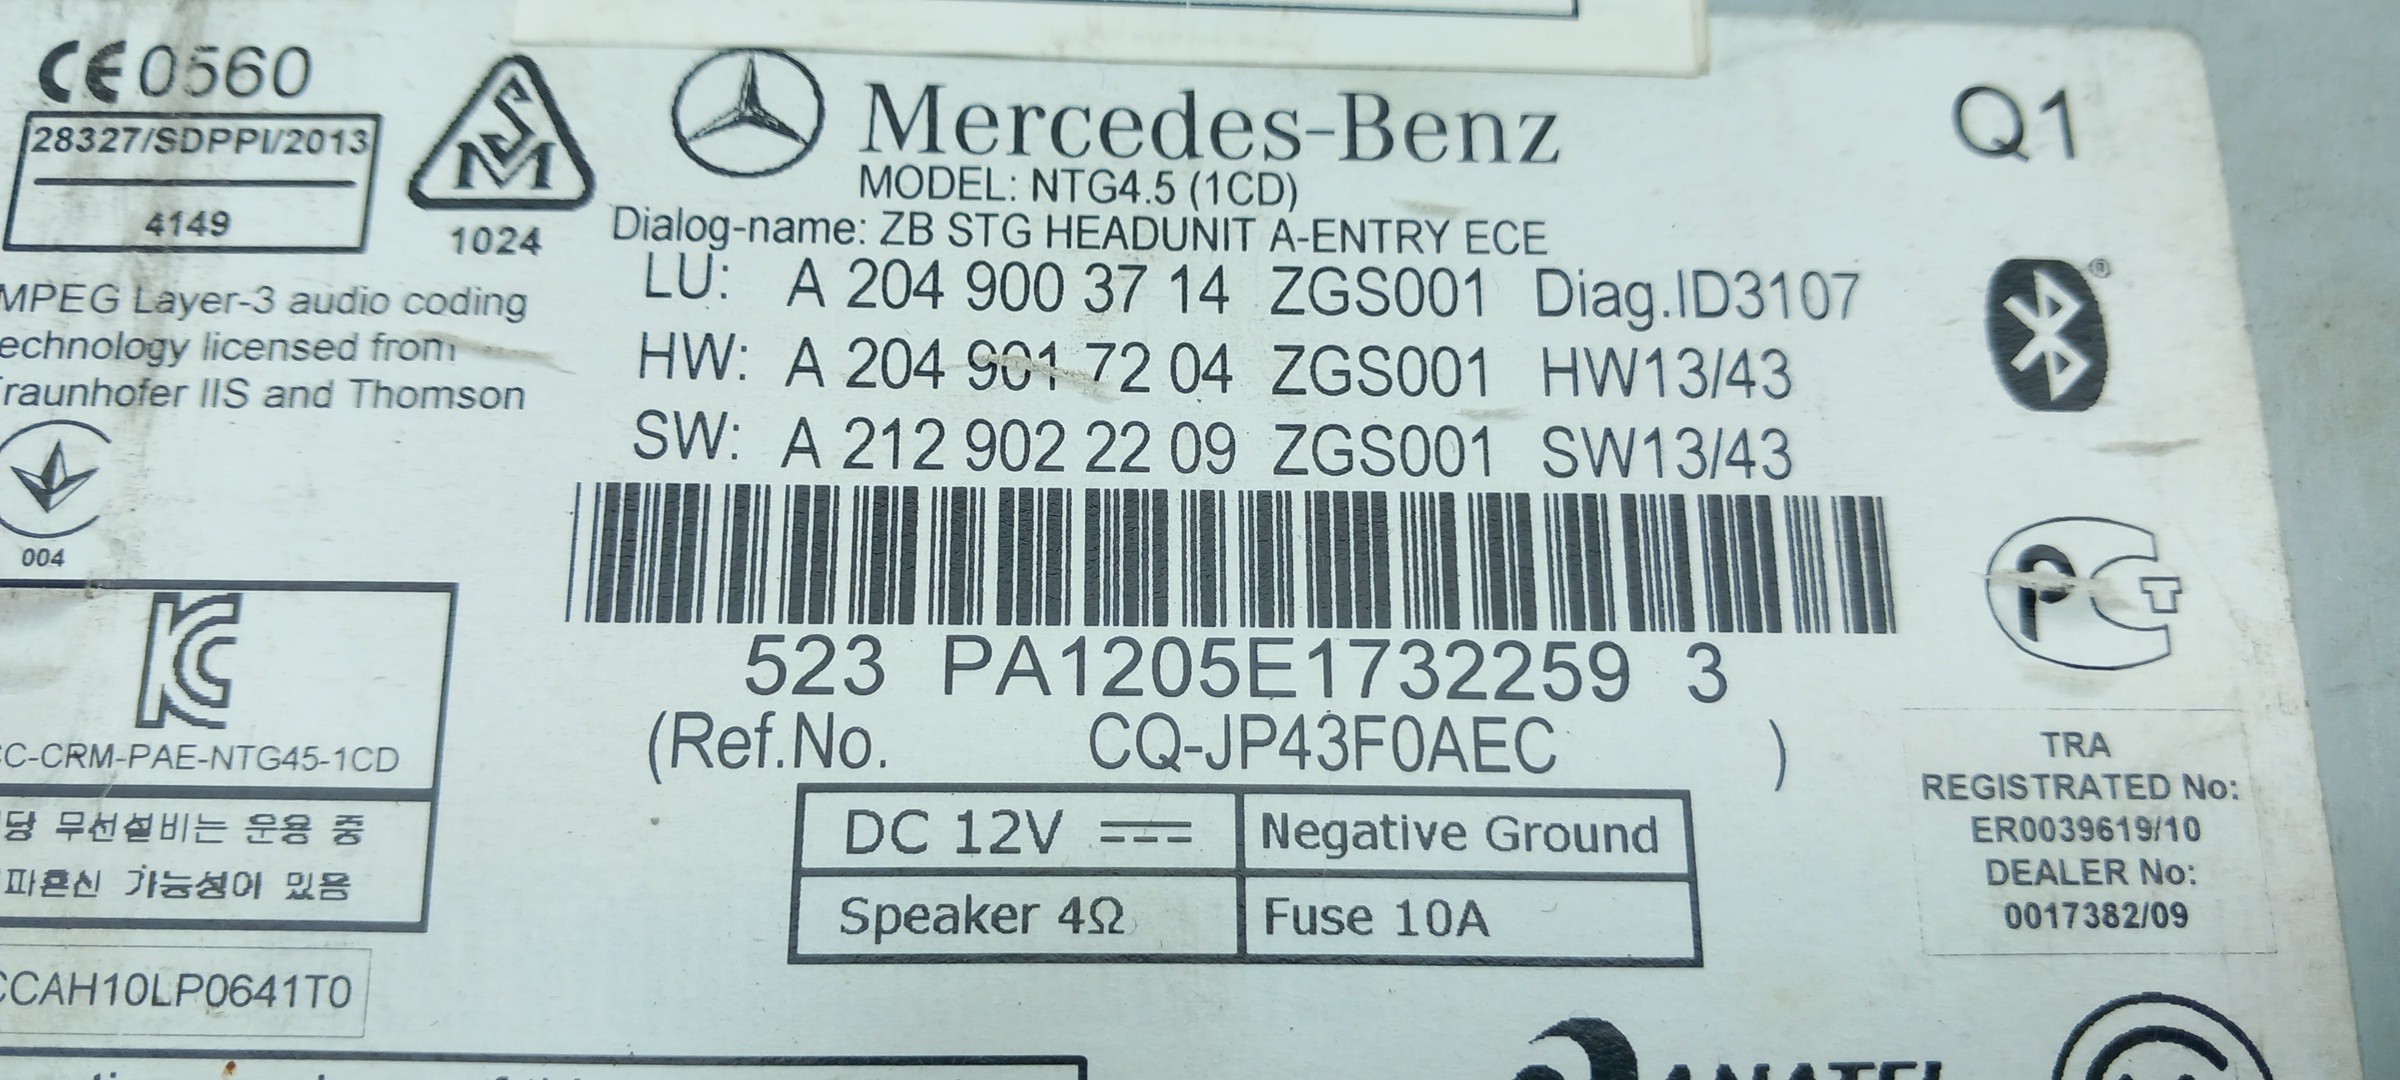 0560
28327/SDPPI/2013
4149
1024
MPEG Layer-3 audio coding
licensed from
IIS and Thomson
004
Mercedes-Benz
MODEL: NTG4.5 (1CD)
Dialog-name: ZB STG HEADUNIT A-ENTRY ECE
LU: A 204 900 37 14 ZGS001 Diag.ID3107
HW: A 204 901 72 04 ZGS001 HW13/43
SW: A 212 902 22 09 ZGS001 SW13/43
523 PA1205E1732259 3
(Ref.No. CQ-JP43F0AEC )
DC 12V Negative Ground
Speaker 4Ω Fuse 10A
Q1
C-CRM-PAE-NTG45-1CD
당 무선설비는 운용 중
파혼신 가능성이 있음
CCAH10LP0641T0
TRA
REGISTRATED No:
ER0039619/10
DEALER No:
0017382/09
ANATEL